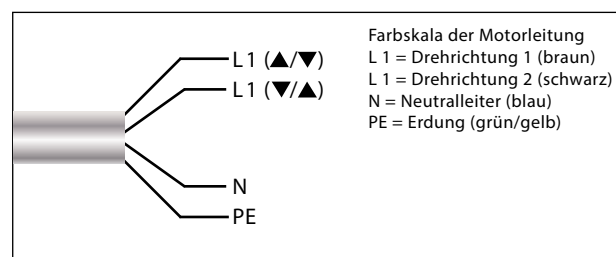 L 1 (▲/▼)
L 1 (▼/▲)
N
PE
Farbskala der Motorleitung
L 1 = Drehrichtung 1 (braun)
L 1 = Drehrichtung 2 (schwarz)
N = Neutralleiter (blau)
PE = Erdung (grün/gelb)